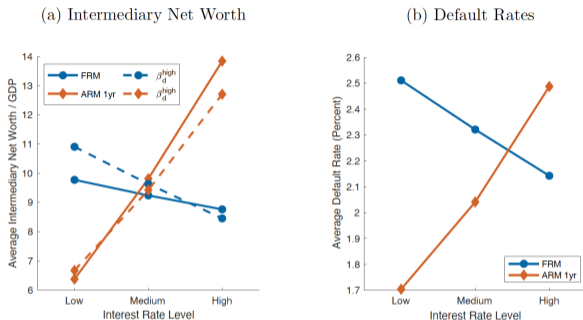 (a) Intermediary Net Worth
(b) Default Rates
Average Intermediary Net Worth / GDP
14
13
12
11
10
9
8
7
6
FRM
β_d^high
ARM 1yr
β_d^high
Low
Medium
High
Interest Rate Level
Average Default Rate (Percent)
2.6
2.5
2.4
2.3
2.2
2.1
2
1.9
1.8
1.7
FRM
ARM 1yr
Low
Medium
High
Interest Rate Level